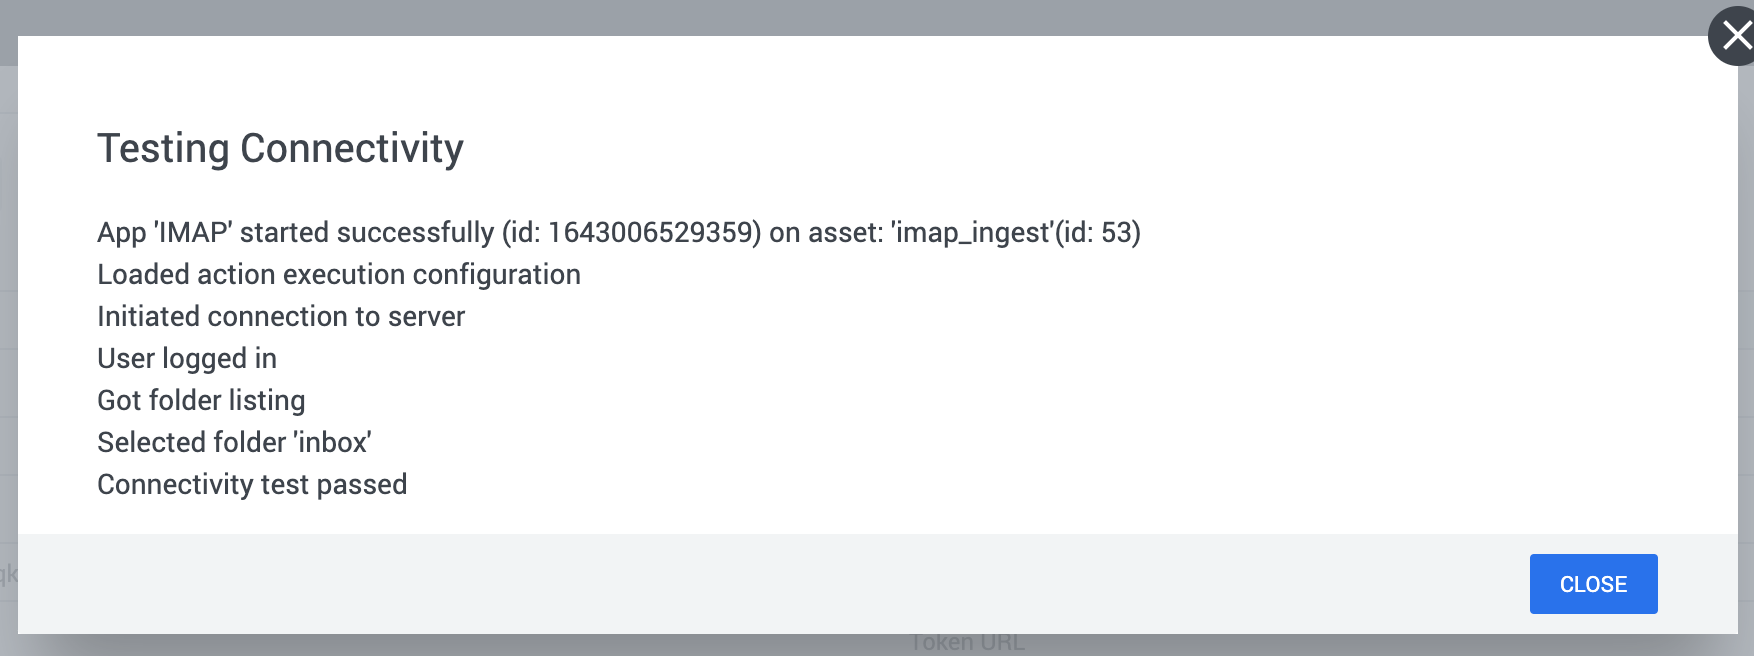 Testing Connectivity
App 'IMAP' started successfully (id: 1643006529359) on asset: 'imap_ingest'(id: 53)
Loaded action execution configuration
Initiated connection to server
User logged in
Got folder listing
Selected folder 'inbox'
Connectivity test passed
CLOSE
Token URL